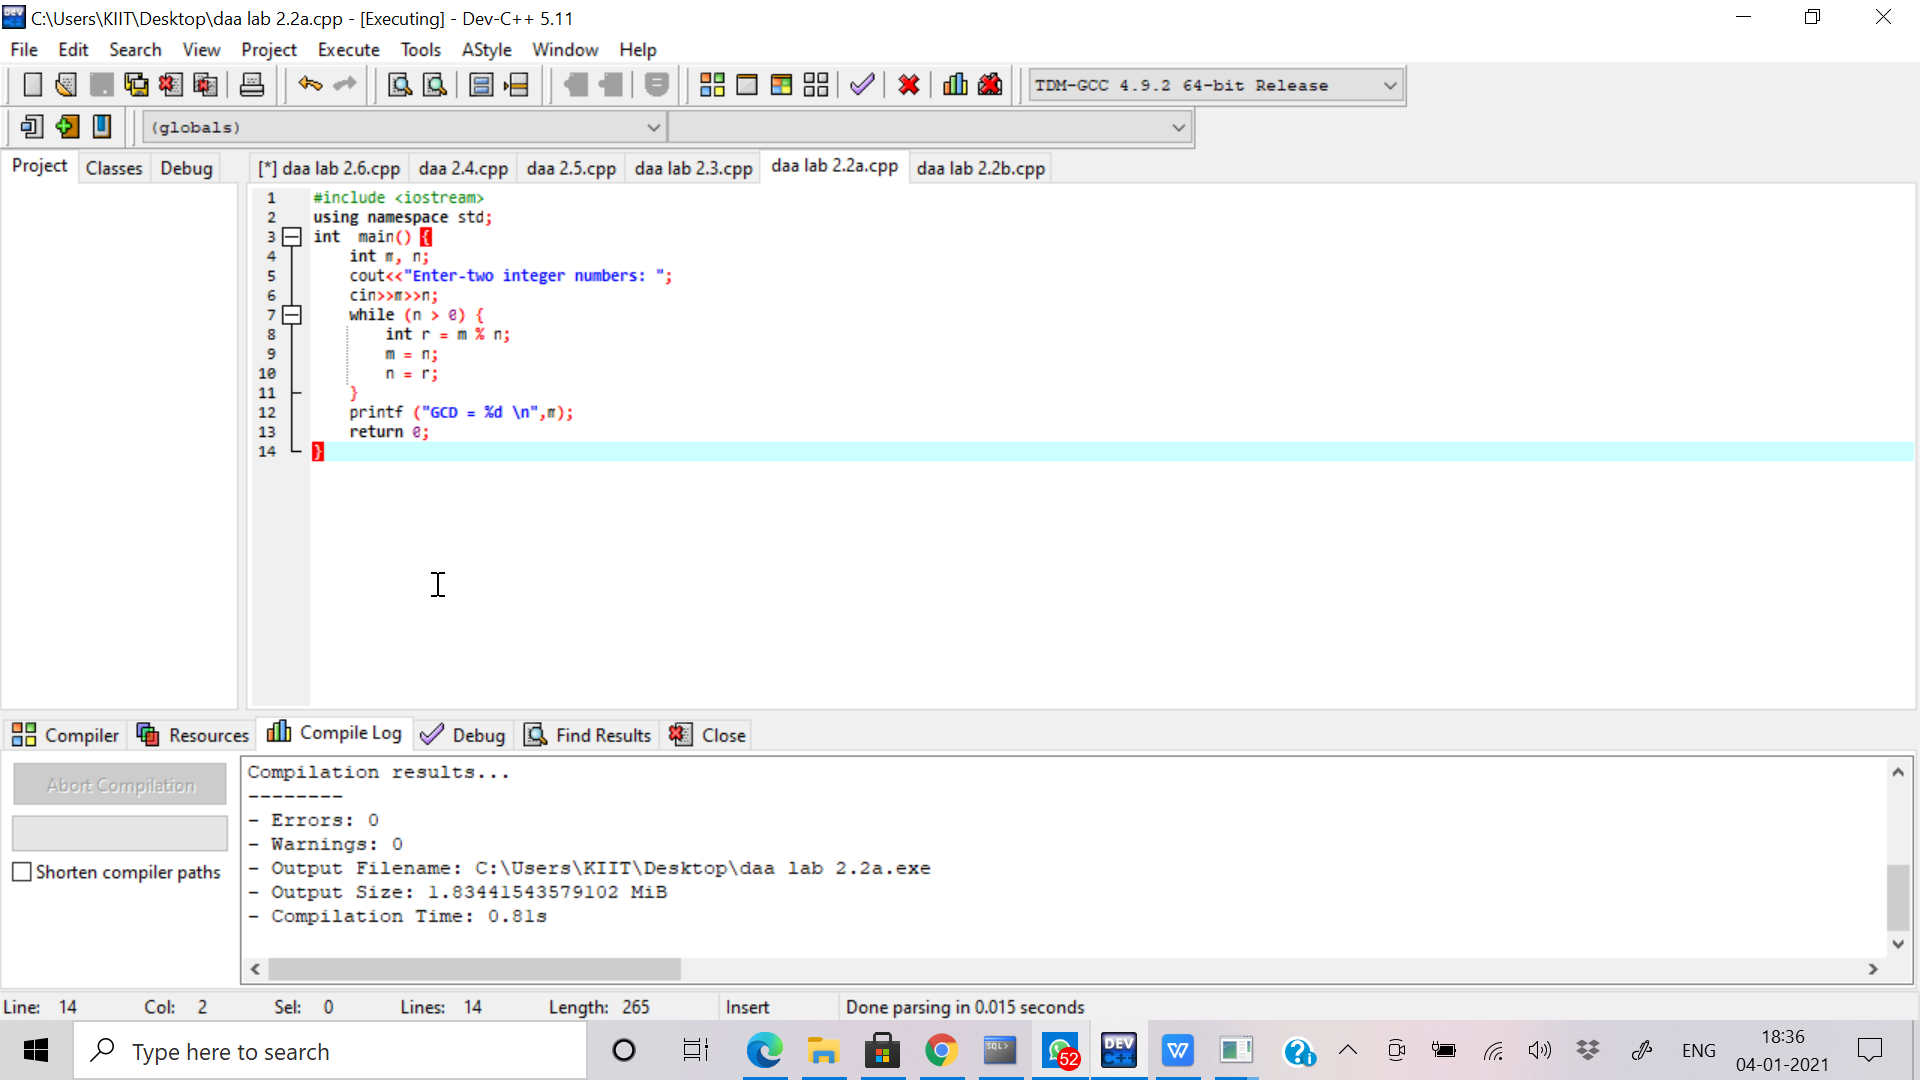 C:\Users\KIIT\Desktop\daa lab 2.2a.cpp - [Executing] - Dev-C++ 5.11
File Edit Search View Project Execute Tools AStyle Window Help
TDM-GCC 4.9.2 64-bit Release
(globals)
Project Classes Debug
[*] daa lab 2.6.cpp daa 2.4.cpp daa 2.5.cpp daa lab 2.3.cpp daa lab 2.2a.cpp daa lab 2.2b.cpp
1 #include <iostream>
2 using namespace std;
3 int  main() {
4 int m, n;
5 cout<<"Enter-two integer numbers: ";
6 cin>>m>>n;
7 while (n > 0) {
8 int r = m % n;
9 m = n;
10 n = r;
11 }
12 printf ("GCD = %d \n",m);
13 return 0;
14 }
Compiler Resources Compile Log Debug Find Results Close
Abort Compilation
Shorten compiler paths
Compilation results...
--------
- Errors: 0
- Warnings: 0
- Output Filename: C:\Users\KIIT\Desktop\daa lab 2.2a.exe
- Output Size: 1.83441543579102 MiB
- Compilation Time: 0.81s
Line: 14 Col: 2 Sel: 0 Lines: 14 Length: 265 Insert Done parsing in 0.015 seconds
Type here to search
SQL>
52
DEV C++
W
ENG
18:36
04-01-2021